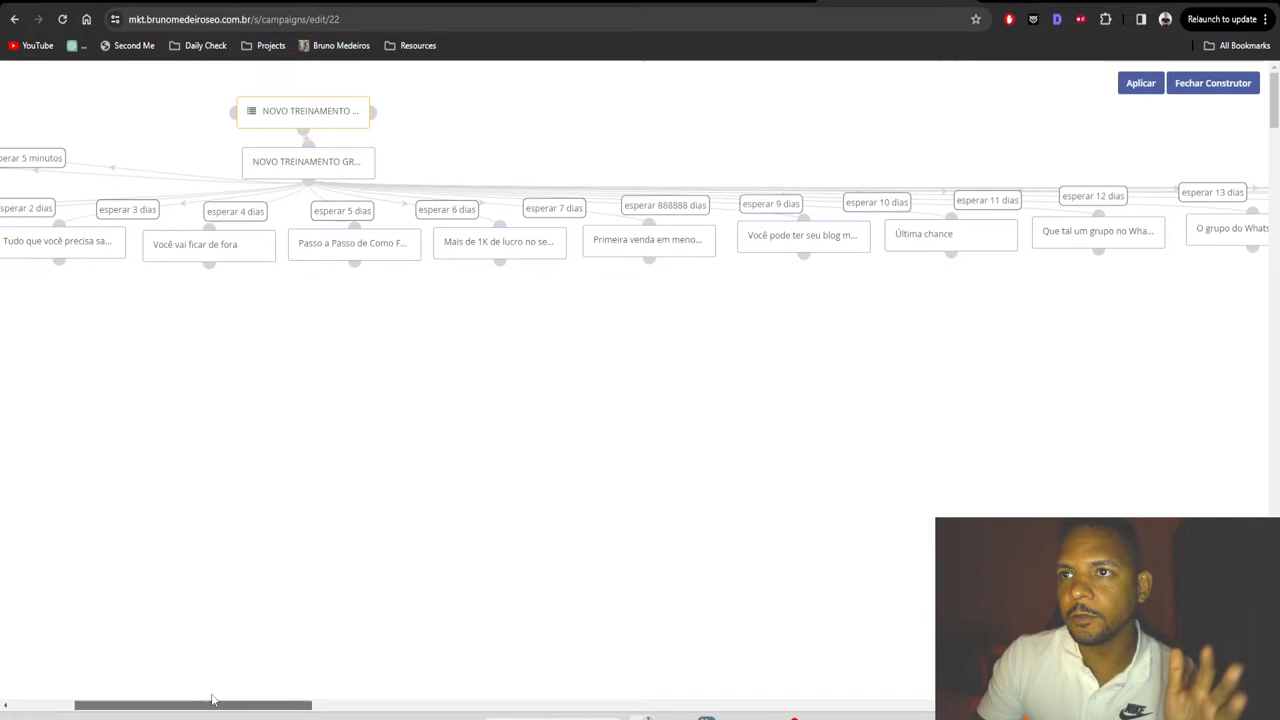 mkt.brunomedeiroseo.com.br/s/campaigns/edit/22
Relaunch to update
YouTube
...
Second Me
Daily Check
Projects
Bruno Medeiros
Resources
All Bookmarks
Aplicar
Fechar Construtor
NOVO TREINAMENTO ...
NOVO TREINAMENTO GR...
perar 5 minutos
esperar 13 dias
esperar 12 dias
esperar 11 dias
esperar 10 dias
esperar 9 dias
esperar 888888 dias
esperar 7 dias
esperar 6 dias
esperar 5 dias
esperar 4 dias
esperar 3 dias
sperar 2 dias
Tudo que você precisa sa...
Você vai ficar de fora
Passo a Passo de Como F...
Mais de 1K de lucro no se...
Primeira venda em meno...
Você pode ter seu blog m...
Última chance
Que tal um grupo no Wha...
O grupo do Whats